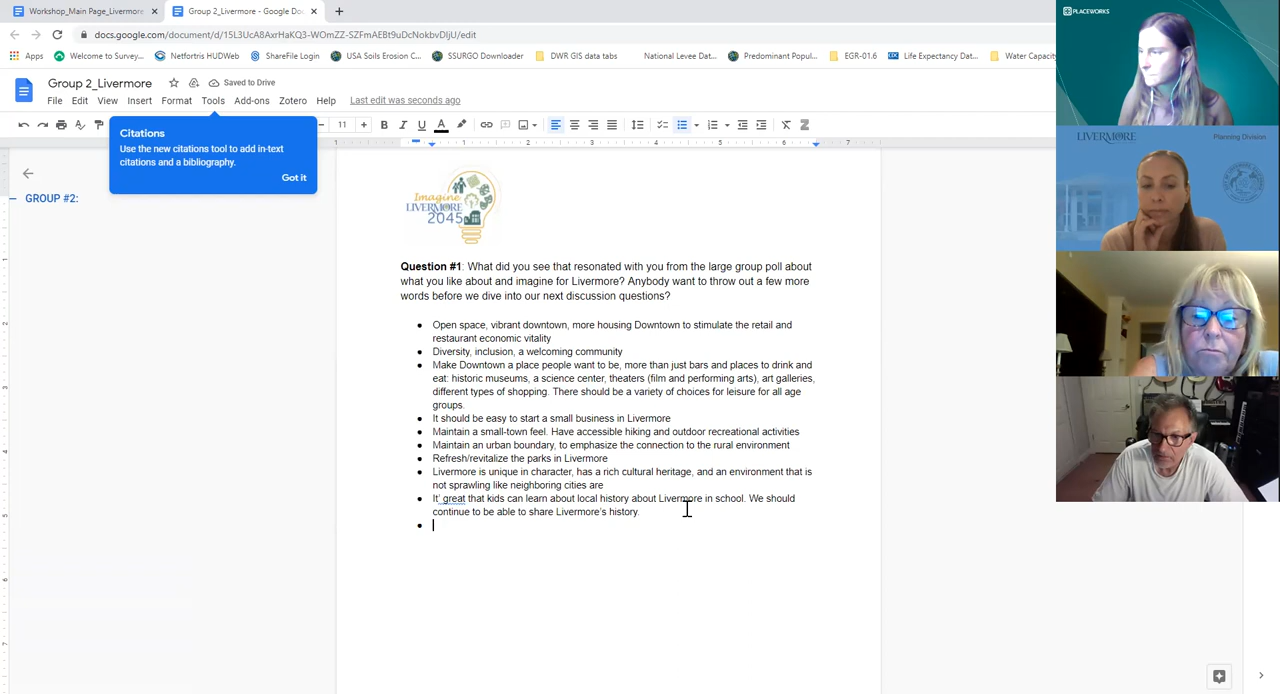 Workshop_Main Page_Livermore
Group 2_Livermore - Google Doc
docs.google.com/document/d/15L3UcA8AxrHaKQ3-WOmZZ-SZFmAEBt9uDcNokbvDIjU/edit
Apps
Welcome to Survey...
Netfortris HUDWeb
ShareFile Login
USA Soils Erosion C...
SSURGO Downloader
DWR GIS data tabs
National Levee Dat...
Predominant Popul...
EGR-01.6
Life Expectancy Dat...
Water Capacity
Group 2_Livermore
Saved to Drive
File Edit View Insert Format Tools Add-ons Zotero Help Last edit was seconds ago
11
Citations
Use the new citations tool to add in-text
citations and a bibliography.
Got it
GROUP #2:
Imagine
LIVERMORE
2045
Question #1: What did you see that resonated with you from the large group poll about
what you like about and imagine for Livermore? Anybody want to throw out a few more
words before we dive into our next discussion questions?
Open space, vibrant downtown, more housing Downtown to stimulate the retail and
restaurant economic vitality
Diversity, inclusion, a welcoming community
Make Downtown a place people want to be, more than just bars and places to drink and
eat: historic museums, a science center, theaters (film and performing arts), art galleries,
different types of shopping. There should be a variety of choices for leisure for all age
groups.
It should be easy to start a small business in Livermore
Maintain a small-town feel. Have accessible hiking and outdoor recreational activities
Maintain an urban boundary, to emphasize the connection to the rural environment
Refresh/revitalize the parks in Livermore
Livermore is unique in character, has a rich cultural heritage, and an environment that is
not sprawling like neighboring cities are
It' great that kids can learn about local history about Livermore in school. We should
continue to be able to share Livermore's history.
PLACEWORKS
LIVERMORE
Planning Division